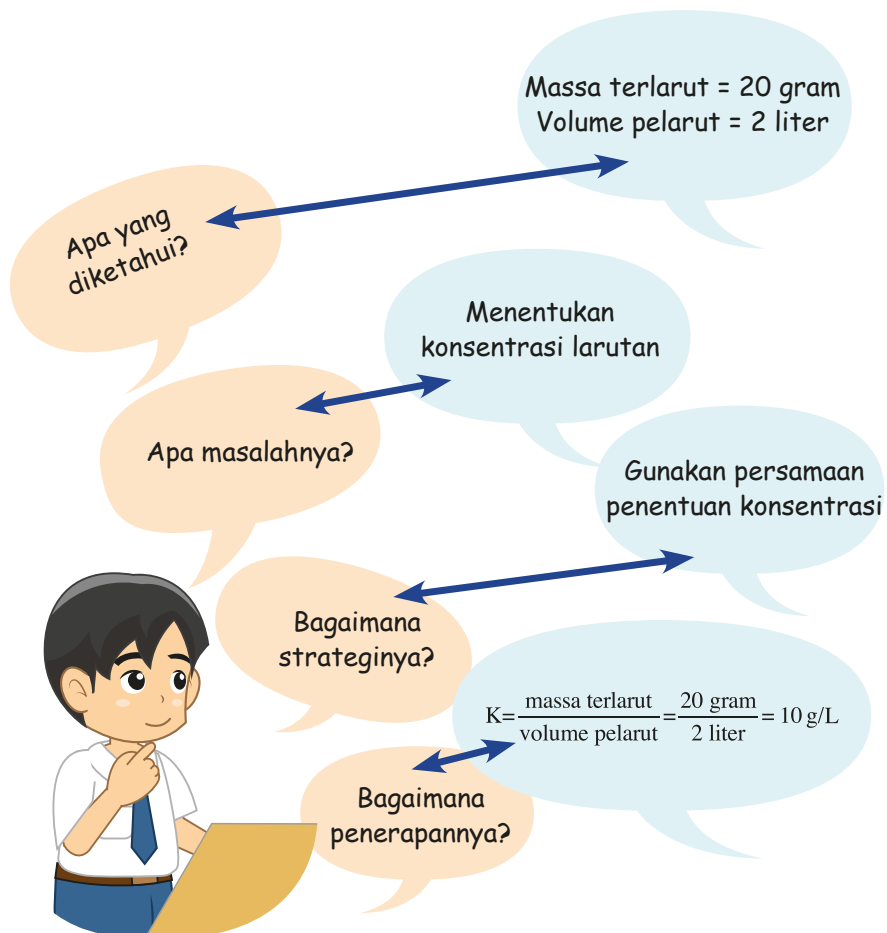 Massa terlarut = 20 gram
Volume pelarut = 2 liter
Apa yang
diketahui?
Menentukan
konsentrasi larutan
Apa masalahnya?
Gunakan persamaan
penentuan konsentrasi
Bagaimana
strateginya?
K= massa terlarut / volume pelarut = 20 gram / 2 liter = 10 g/L
Bagaimana
penerapannya?